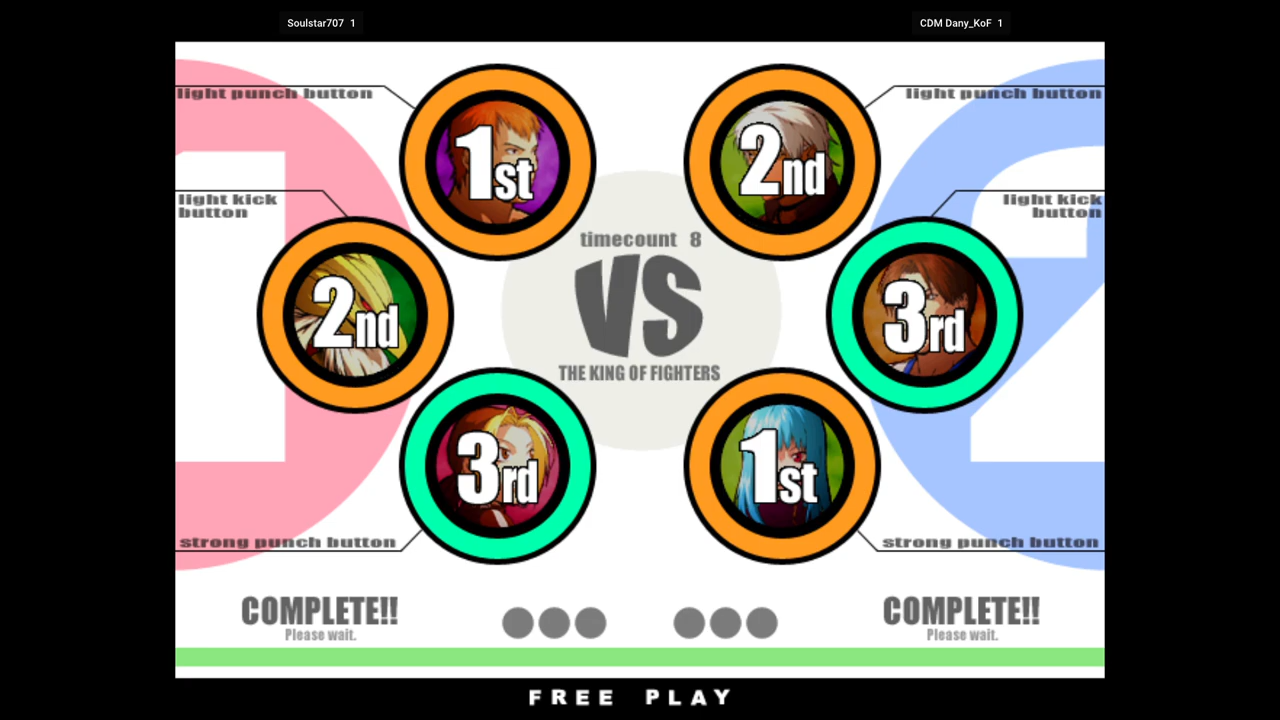 Soulstar707 1
CDM Dany_KoF 1
light punch button
1st
2nd
light punch button
light kick
button
light kick
button
timecount 8
2nd
VS
3rd
THE KING OF FIGHTERS
3rd
1st
strong punch button
strong punch button
COMPLETE!!
Please wait.
COMPLETE!!
Please wait.
1
2
FREE PLAY